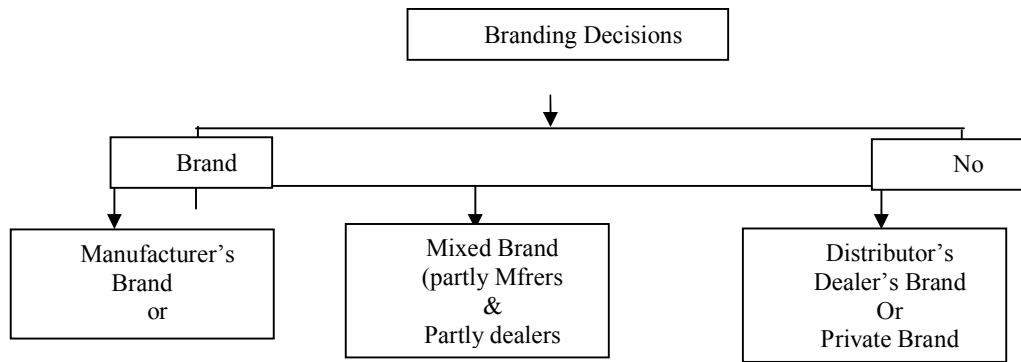 Branding Decisions
Brand
No
Manufacturer’s
Brand
or
Mixed Brand
(partly Mfrers
&
Partly dealers
Distributor’s
Dealer’s Brand
Or
Private Brand